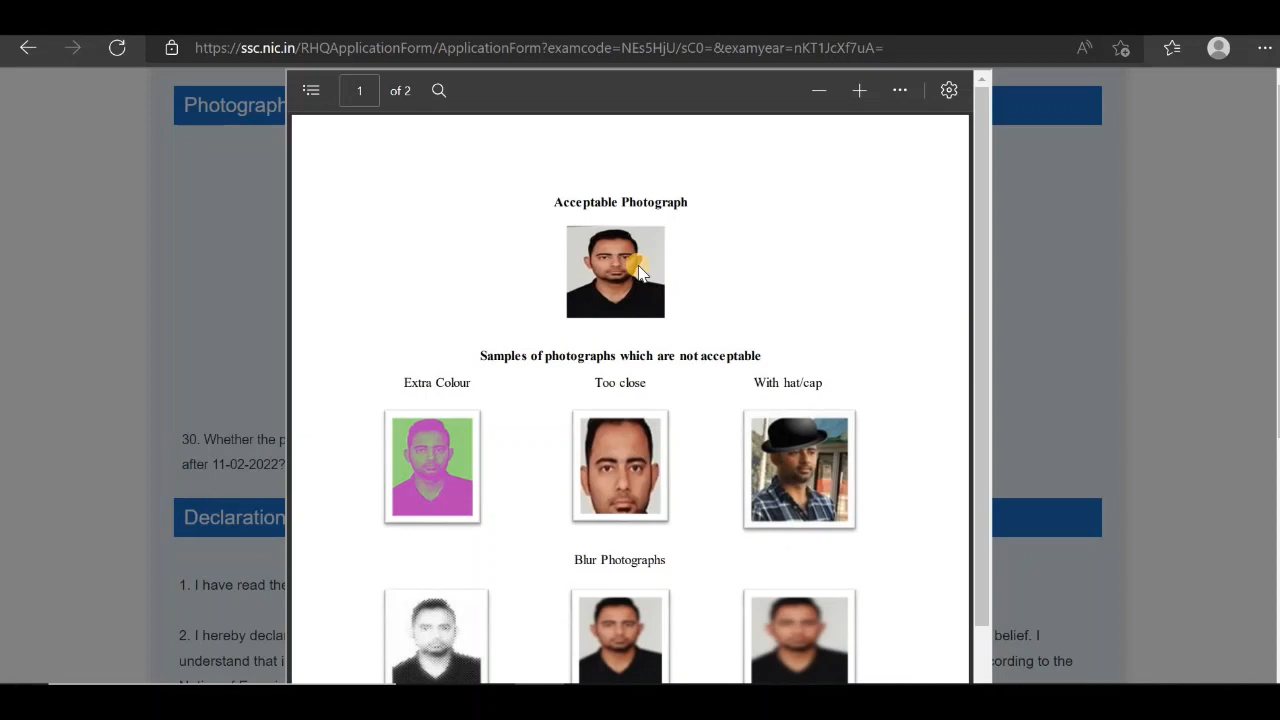 https://ssc.nic.in/RHQApplicationForm/ApplicationForm?examcode=NEs5HjU/sC0=&examyear=nKT1JcXf7uA=
1 of 2
Photograph
Acceptable Photograph
Samples of photographs which are not acceptable
Extra Colour Too close With hat/cap
30. Whether the p
after 11-02-2022?
Declaration
Blur Photographs
1. I have read the
2. I hereby decla belief. I
understand that i cording to the